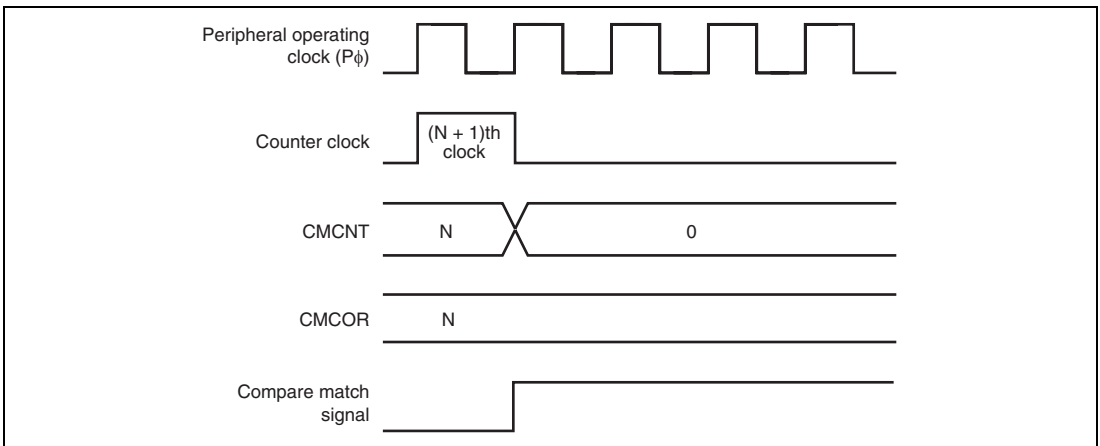 Peripheral operating
clock (Pϕ)
Counter clock
(N + 1)th
clock
CMCNT
N
0
CMCOR
N
Compare match
signal